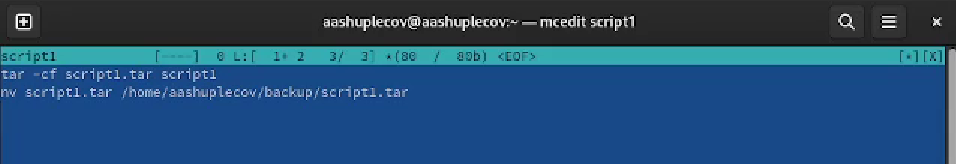 aashuplecov@aashuplecov:~ — mcedit script1
script1 [----] 0 L:[ 1+ 2 3/ 3] *(80 / 80b) <EOF> [*][X]
tar -cf script1.tar script1
mv script1.tar /home/aashuplecov/backup/script1.tar